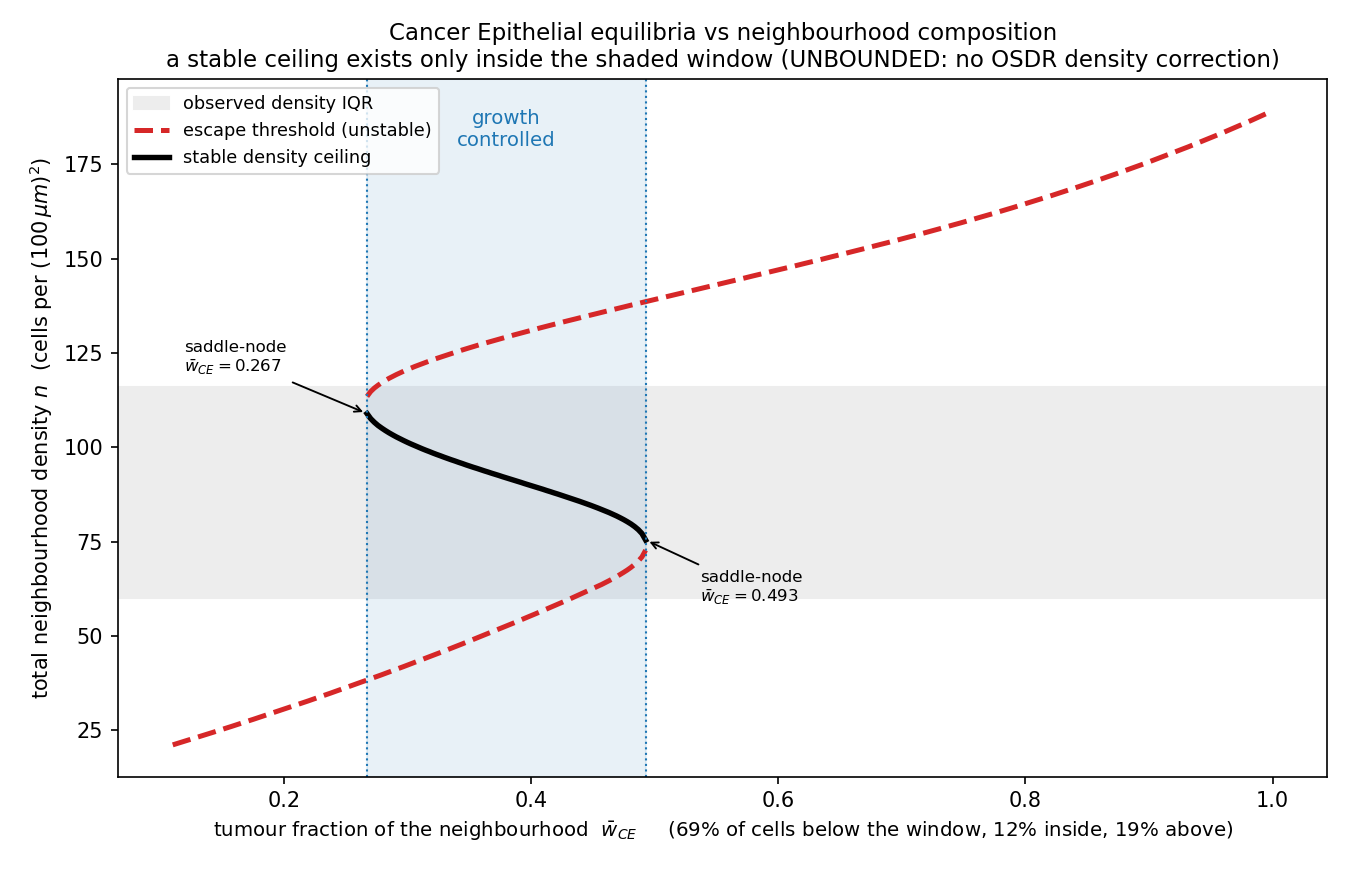 Cancer Epithelial equilibria vs neighbourhood composition
a stable ceiling exists only inside the shaded window (UNBOUNDED: no OSDR density correction)
observed density IQR
escape threshold (unstable)
stable density ceiling
growth
controlled
saddle-node
w̄_CE = 0.267
saddle-node
w̄_CE = 0.493
total neighbourhood density n (cells per (100 μm)²)
175
150
125
100
75
50
25
0.2
0.4
0.6
0.8
1.0
tumour fraction of the neighbourhood w̄_CE (69% of cells below the window, 12% inside, 19% above)